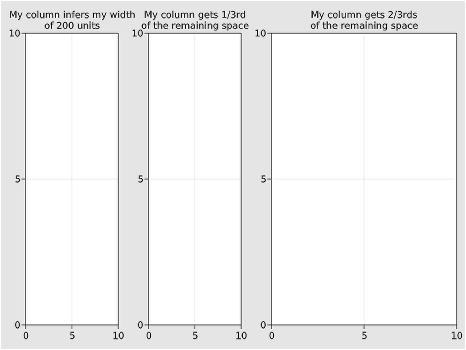 My column infers my width
of 200 units
My column gets 1/3rd
of the remaining space
My column gets 2/3rds
of the remaining space
10
5
0
0 5 10
10
5
0
0 5 10
10
5
0
0 5 10